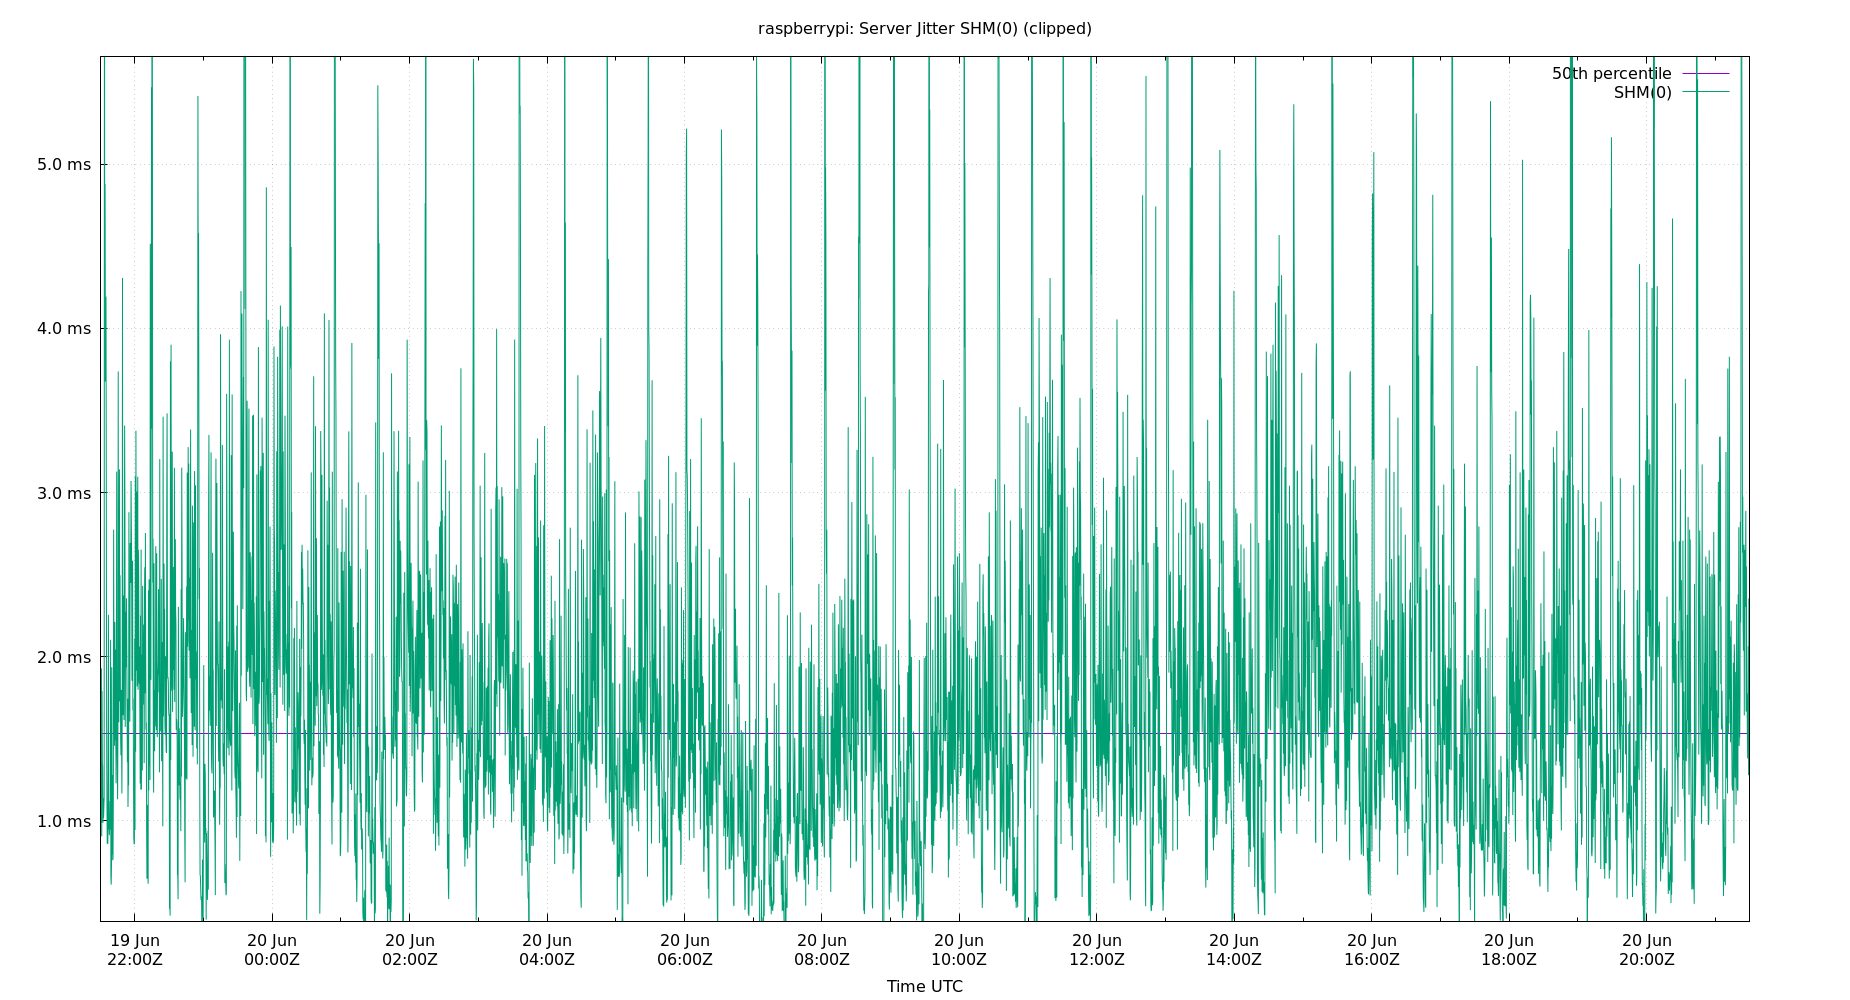 raspberrypi: Server Jitter SHM(0) (clipped)
50th percentile
SHM(0)
5.0 ms
4.0 ms
3.0 ms
2.0 ms
1.0 ms
19 Jun 20 Jun 20 Jun 20 Jun 20 Jun 20 Jun 20 Jun 20 Jun 20 Jun 20 Jun 20 Jun 20 Jun
22:00Z 00:00Z 02:00Z 04:00Z 06:00Z 08:00Z 10:00Z 12:00Z 14:00Z 16:00Z 18:00Z 20:00Z
Time UTC